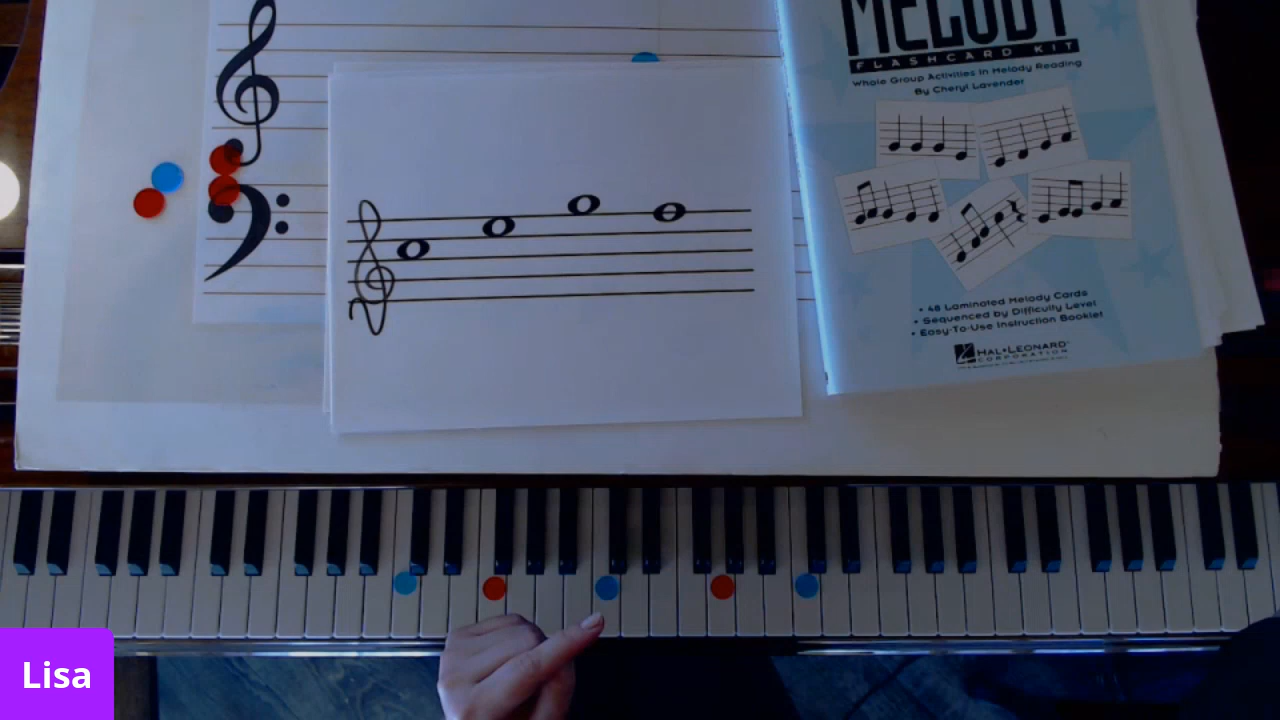 MELODY
FLASHCARD KIT
Whole Group Activities in Melody Reading
By Cheryl Lavender
• 48 Laminated Melody Cards
• Sequenced by Difficulty Level
• Easy-To-Use Instruction Booklet
HAL•LEONARD
CORPORATION
Lisa